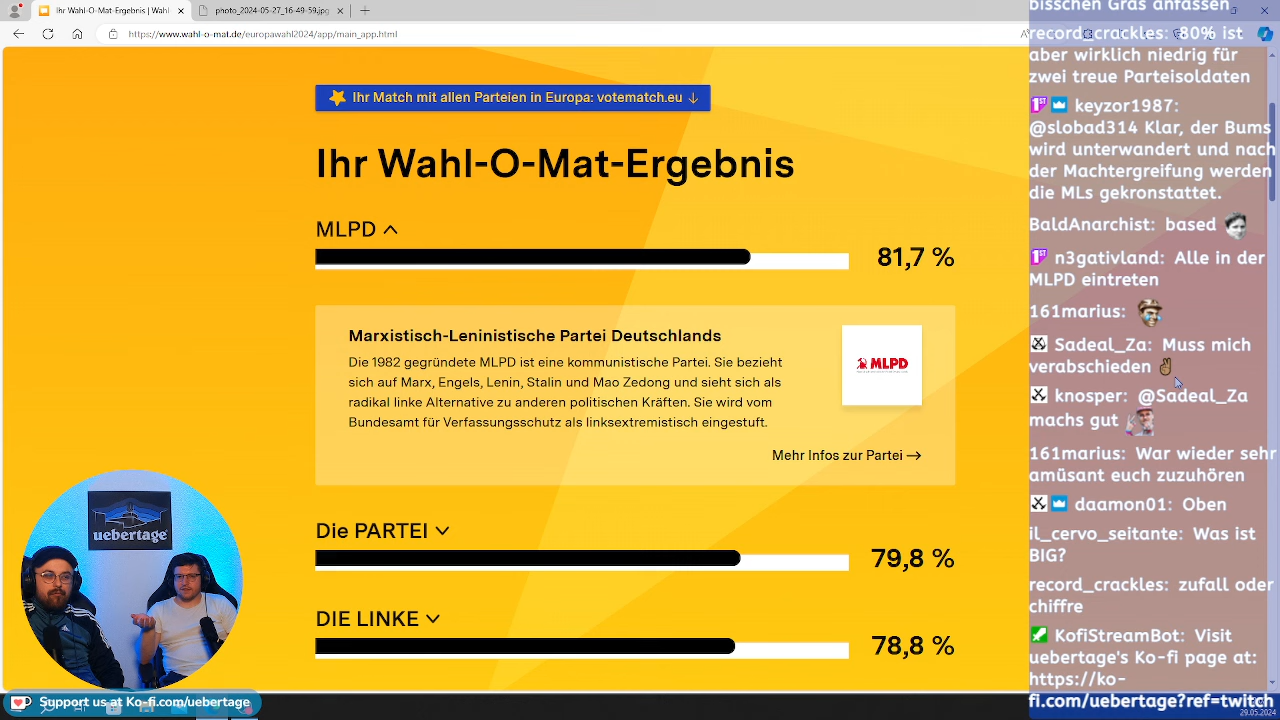 Ihr Wahl-O-Mat-Ergebnis | Wahl
photo_2024-05-27_16-49-59.jpg
https://www.wahl-o-mat.de/europawahl2024/app/main_app.html
Ihr Match mit allen Parteien in Europa: votematch.eu ↓
Ihr Wahl-O-Mat-Ergebnis
MLPD
81,7 %
Marxistisch-Leninistische Partei Deutschlands
Die 1982 gegründete MLPD ist eine kommunistische Partei. Sie bezieht
sich auf Marx, Engels, Lenin, Stalin und Mao Zedong und sieht sich als
radikal linke Alternative zu anderen politischen Kräften. Sie wird vom
Bundesamt für Verfassungsschutz als linksextremistisch eingestuft.
MLPD
Mehr Infos zur Partei →
Die PARTEI
79,8 %
DIE LINKE
78,8 %
uebertage
Support us at Ko-fi.com/uebertage
bisschen Gras anfassen
record_crackles: 80% ist
aber wirklich niedrig für
zwei treue Parteisoldaten
1ST keyzor1987:
@slobad314 Klar, der Bums
wird unterwandert und nach
der Machtergreifung werden
die MLs gekronstattet.
BaldAnarchist: based
1ST n3gativland: Alle in der
MLPD eintreten
161marius:
Sadeal_Za: Muss mich
verabschieden
knosper: @Sadeal_Za
machs gut
161marius: War wieder sehr
amüsant euch zuzuhören
daamon01: Oben
il_cervo_seitante: Was ist
BIG?
record_crackles: zufall oder
chiffre
KofiStreamBot: Visit
uebertage's Ko-fi page at:
https://ko-
fi.com/uebertage?ref=twitch
29.05.2024